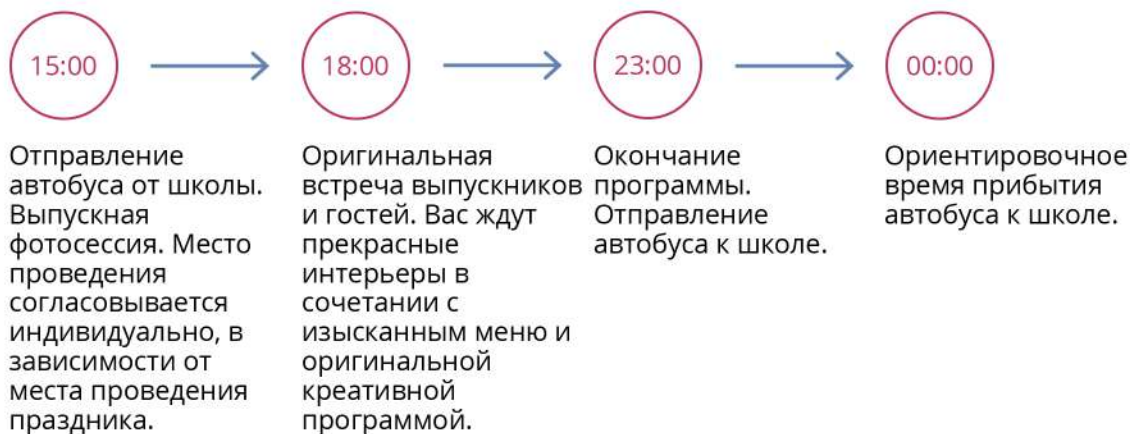 15:00
18:00
23:00
00:00
Отправление
автобуса от школы.
Выпускная
фотосессия. Место
проведения
согласовывается
индивидуально, в
зависимости от
места проведения
праздника.
Оригинальная
встреча выпускников
и гостей. Вас ждут
прекрасные
интерьеры в
сочетании с
изысканным меню и
оригинальной
креативной
программой.
Окончание
программы.
Отправление
автобуса к школе.
Ориентировочное
время прибытия
автобуса к школе.